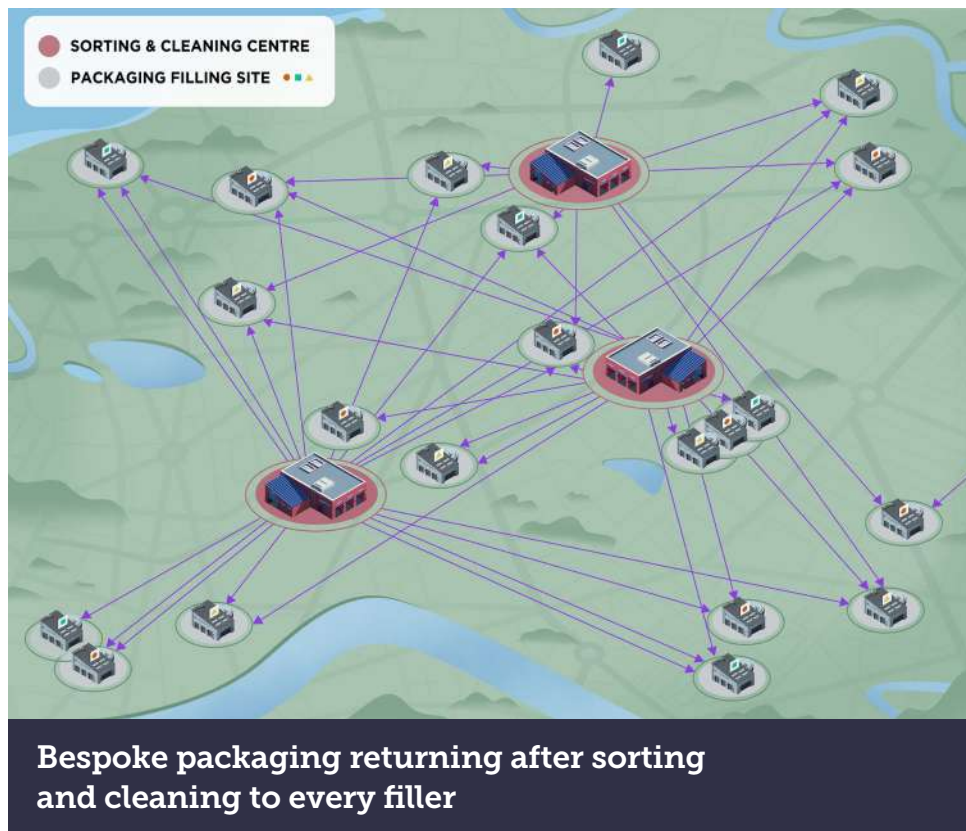 SORTING & CLEANING CENTRE
PACKAGING FILLING SITE
Bespoke packaging returning after sorting
and cleaning to every filler